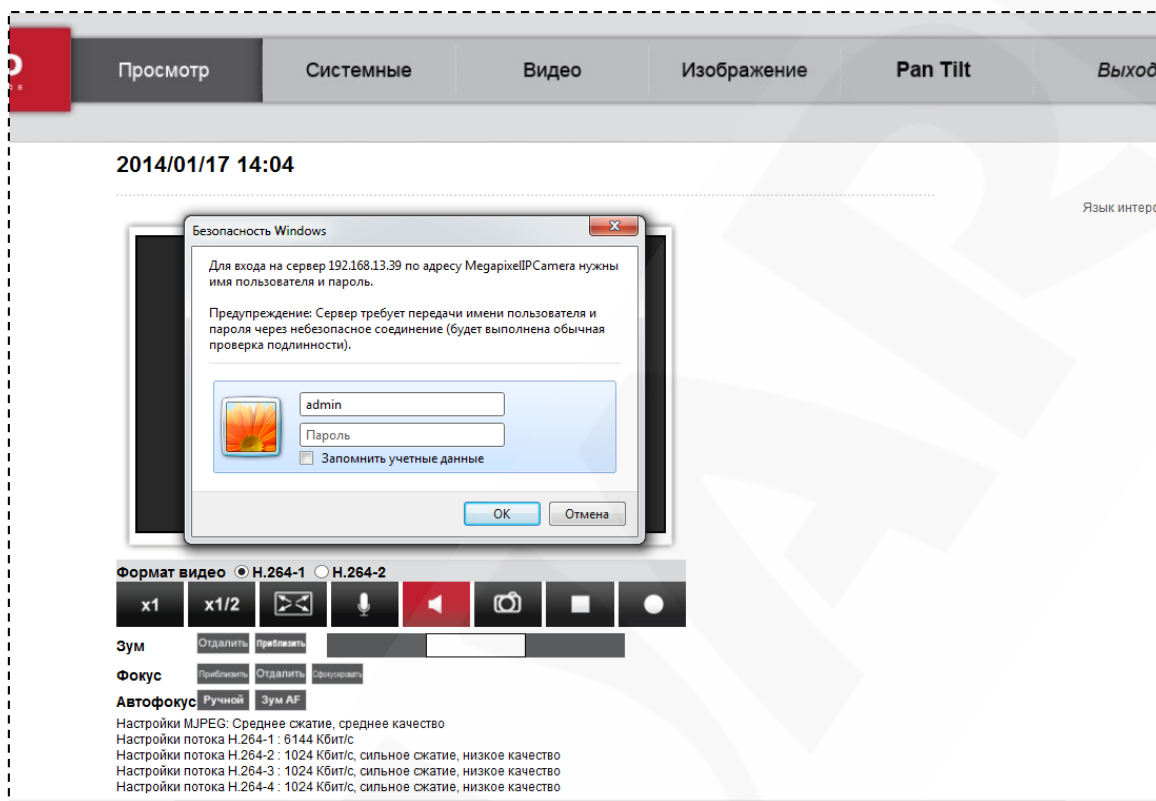 Просмотр
Системные
Видео
Изображение
Pan Tilt
Выход
2014/01/17 14:04
Безопасность Windows
Для входа на сервер 192.168.13.39 по адресу MegapixelIPCamera нужны
имя пользователя и пароль.
Предупреждение: Сервер требует передачи имени пользователя и
пароля через небезопасное соединение (будет выполнена обычная
проверка подлинности).
admin
Пароль
Запомнить учетные данные
OK
Отмена
Язык интерф
Формат видео H.264-1 H.264-2
x1
x1/2
Зум Отдалить Приблизить
Фокус Приблизить Отдалить Сфокусировать
Автофокус Ручной Зум AF
Настройки MJPEG: Среднее сжатие, среднее качество
Настройки потока H.264-1 : 6144 Кбит/с
Настройки потока H.264-2 : 1024 Кбит/с, сильное сжатие, низкое качество
Настройки потока H.264-3 : 1024 Кбит/с, сильное сжатие, низкое качество
Настройки потока H.264-4 : 1024 Кбит/с, сильное сжатие, низкое качество